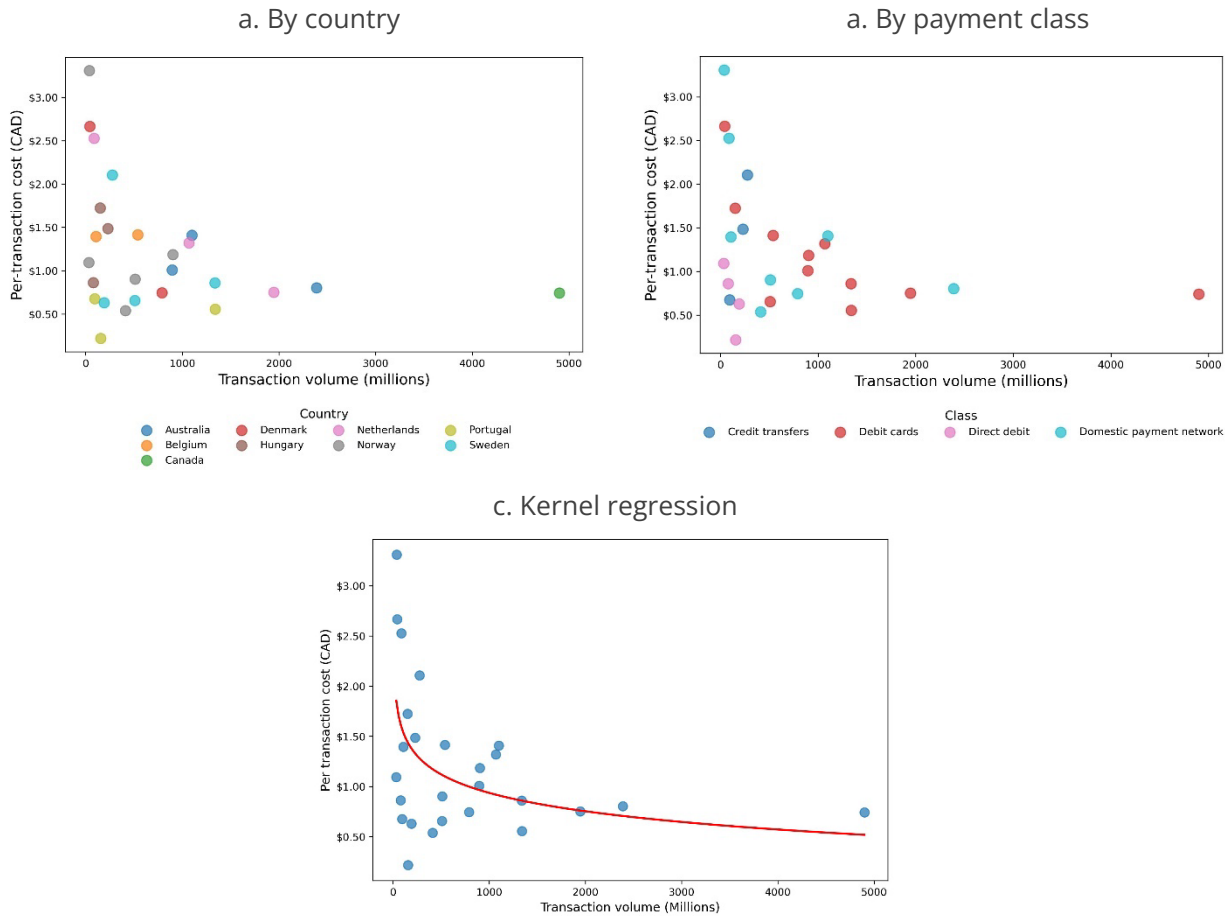 a. By country
Per-transaction cost (CAD)
$3.00
$2.50
$2.00
$1.50
$1.00
$0.50
0 1000 2000 3000 4000 5000
Transaction volume (millions)
Country
Australia Denmark Netherlands Portugal
Belgium Hungary Norway Sweden
Canada
a. By payment class
Per-transaction cost (CAD)
$3.00
$2.50
$2.00
$1.50
$1.00
$0.50
0 1000 2000 3000 4000 5000
Transaction volume (millions)
Class
Credit transfers Debit cards Direct debit Domestic payment network
c. Kernel regression
Per transaction cost (CAD)
$3.00
$2.50
$2.00
$1.50
$1.00
$0.50
0 1000 2000 3000 4000 5000
Transaction volume (Millions)